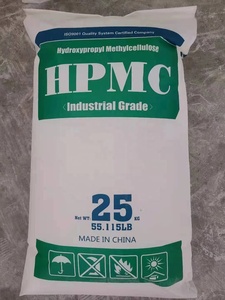 ISO9001 Quality System Certified Company
Hydroxypropyl Methylcellulose
HPMC
<Industrial Grade>
Net WT: 25 KG
55.115LB
MADE IN CHINA